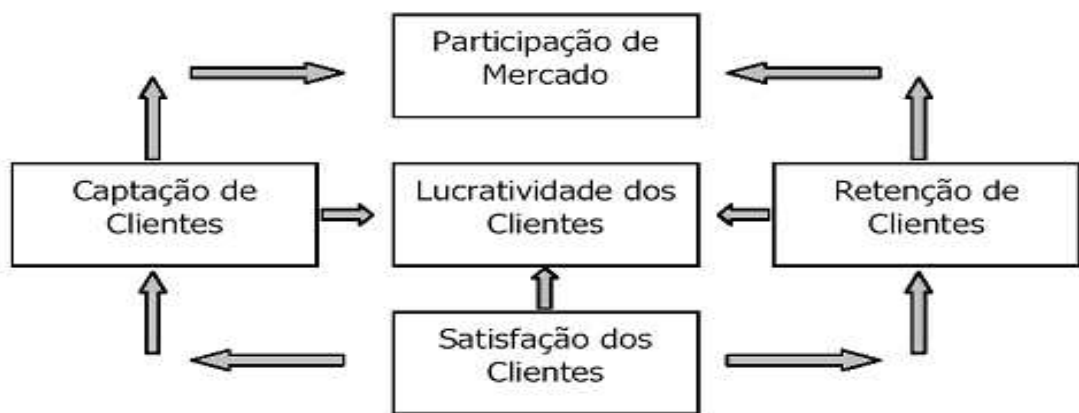 Participação de
Mercado
Captação de
Clientes
Lucratividade dos
Clientes
Retenção de
Clientes
Satisfação dos
Clientes